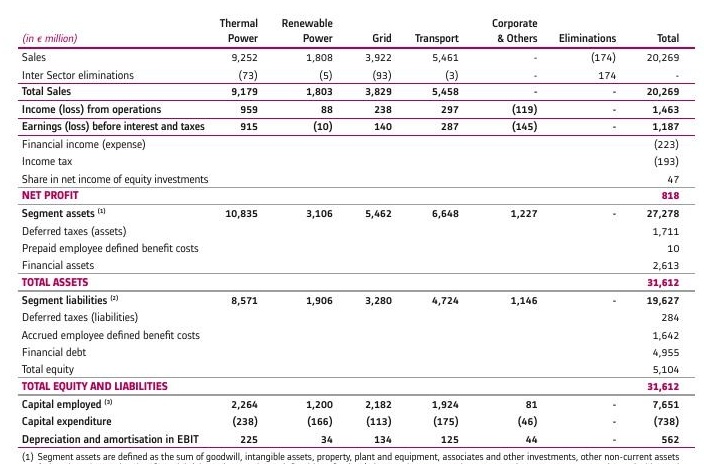 Thermal Renewable Corporate
(in € million) Power Power Grid Transport & Others Eliminations Total
Sales 9,252 1,808 3,922 5,461 - (174) 20,269
Inter Sector eliminations (73) (5) (93) (3) - 174 -
Total Sales 9,179 1,803 3,829 5,458 - - 20,269
Income (loss) from operations 959 88 238 297 (119) - 1,463
Earnings (loss) before interest and taxes 915 (10) 140 287 (145) - 1,187
Financial income (expense) (223)
Income tax (193)
Share in net income of equity investments 47
NET PROFIT 818
Segment assets (1) 10,835 3,106 5,462 6,648 1,227 - 27,278
Deferred taxes (assets) 1,711
Prepaid employee defined benefit costs 10
Financial assets 2,613
TOTAL ASSETS 31,612
Segment liabilities (2) 8,571 1,906 3,280 4,724 1,146 - 19,627
Deferred taxes (liabilities) 284
Accrued employee defined benefit costs 1,642
Financial debt 4,955
Total equity 5,104
TOTAL EQUITY AND LIABILITIES 31,612
Capital employed (3) 2,264 1,200 2,182 1,924 81 - 7,651
Capital expenditure (238) (166) (113) (175) (46) - (738)
Depreciation and amortisation in EBIT 225 34 134 125 44 - 562
(1) Segment assets are defined as the sum of goodwill, intangible assets, property, plant and equipment, associates and other investments, other non-current assets